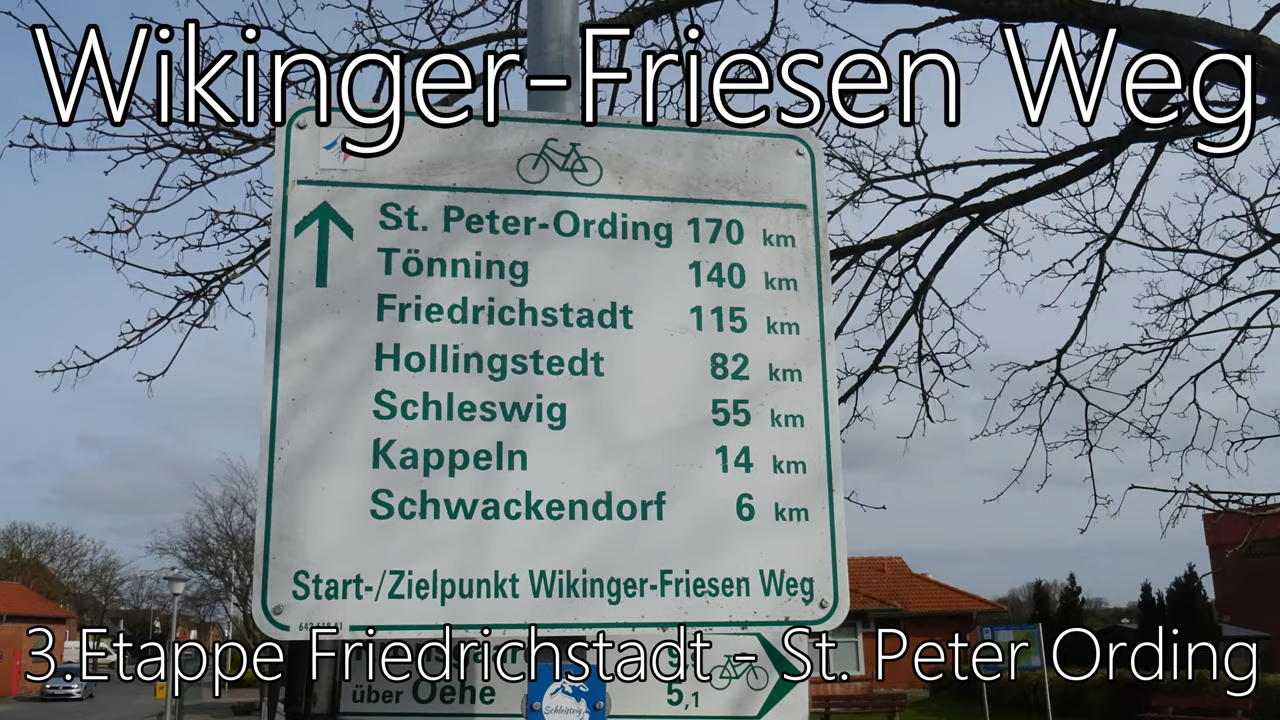 Wikinger-Friesen Weg
St. Peter-Ording 170 km
Tönning 140 km
Friedrichstadt 115 km
Hollingstedt 82 km
Schleswig 55 km
Kappeln 14 km
Schwackendorf 6 km
Start-/Zielpunkt Wikinger-Friesen Weg
3.Etappe Friedrichstadt - St. Peter Ording
über Oehe 5,1
Schleisteig